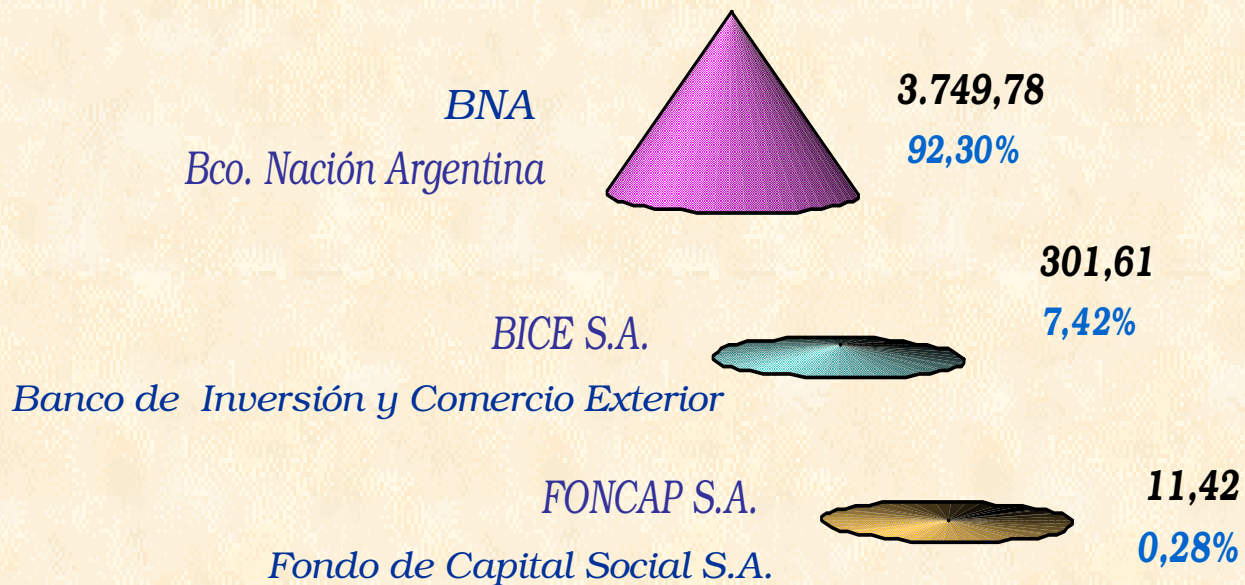 BNA
3.749,78
Bco. Nación Argentina
92,30%
301,61
BICE S.A.
7,42%
Banco de Inversión y Comercio Exterior
FONCAP S.A.
11,42
Fondo de Capital Social S.A.
0,28%